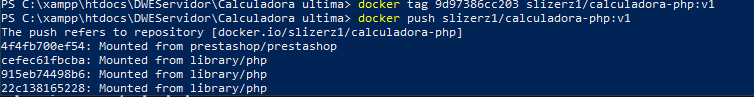 PS C:\xampp\htdocs\DWEServidor\Calculadora ultima> docker tag 9d97386cc203 slizerz1/calculadora-php:v1
PS C:\xampp\htdocs\DWEServidor\Calculadora ultima> docker push slizerz1/calculadora-php:v1
The push refers to repository [docker.io/slizerz1/calculadora-php]
4f4fb700ef54: Mounted from prestashop/prestashop
cefec61fbcba: Mounted from library/php
915eb74498b6: Mounted from library/php
22c138165228: Mounted from library/php